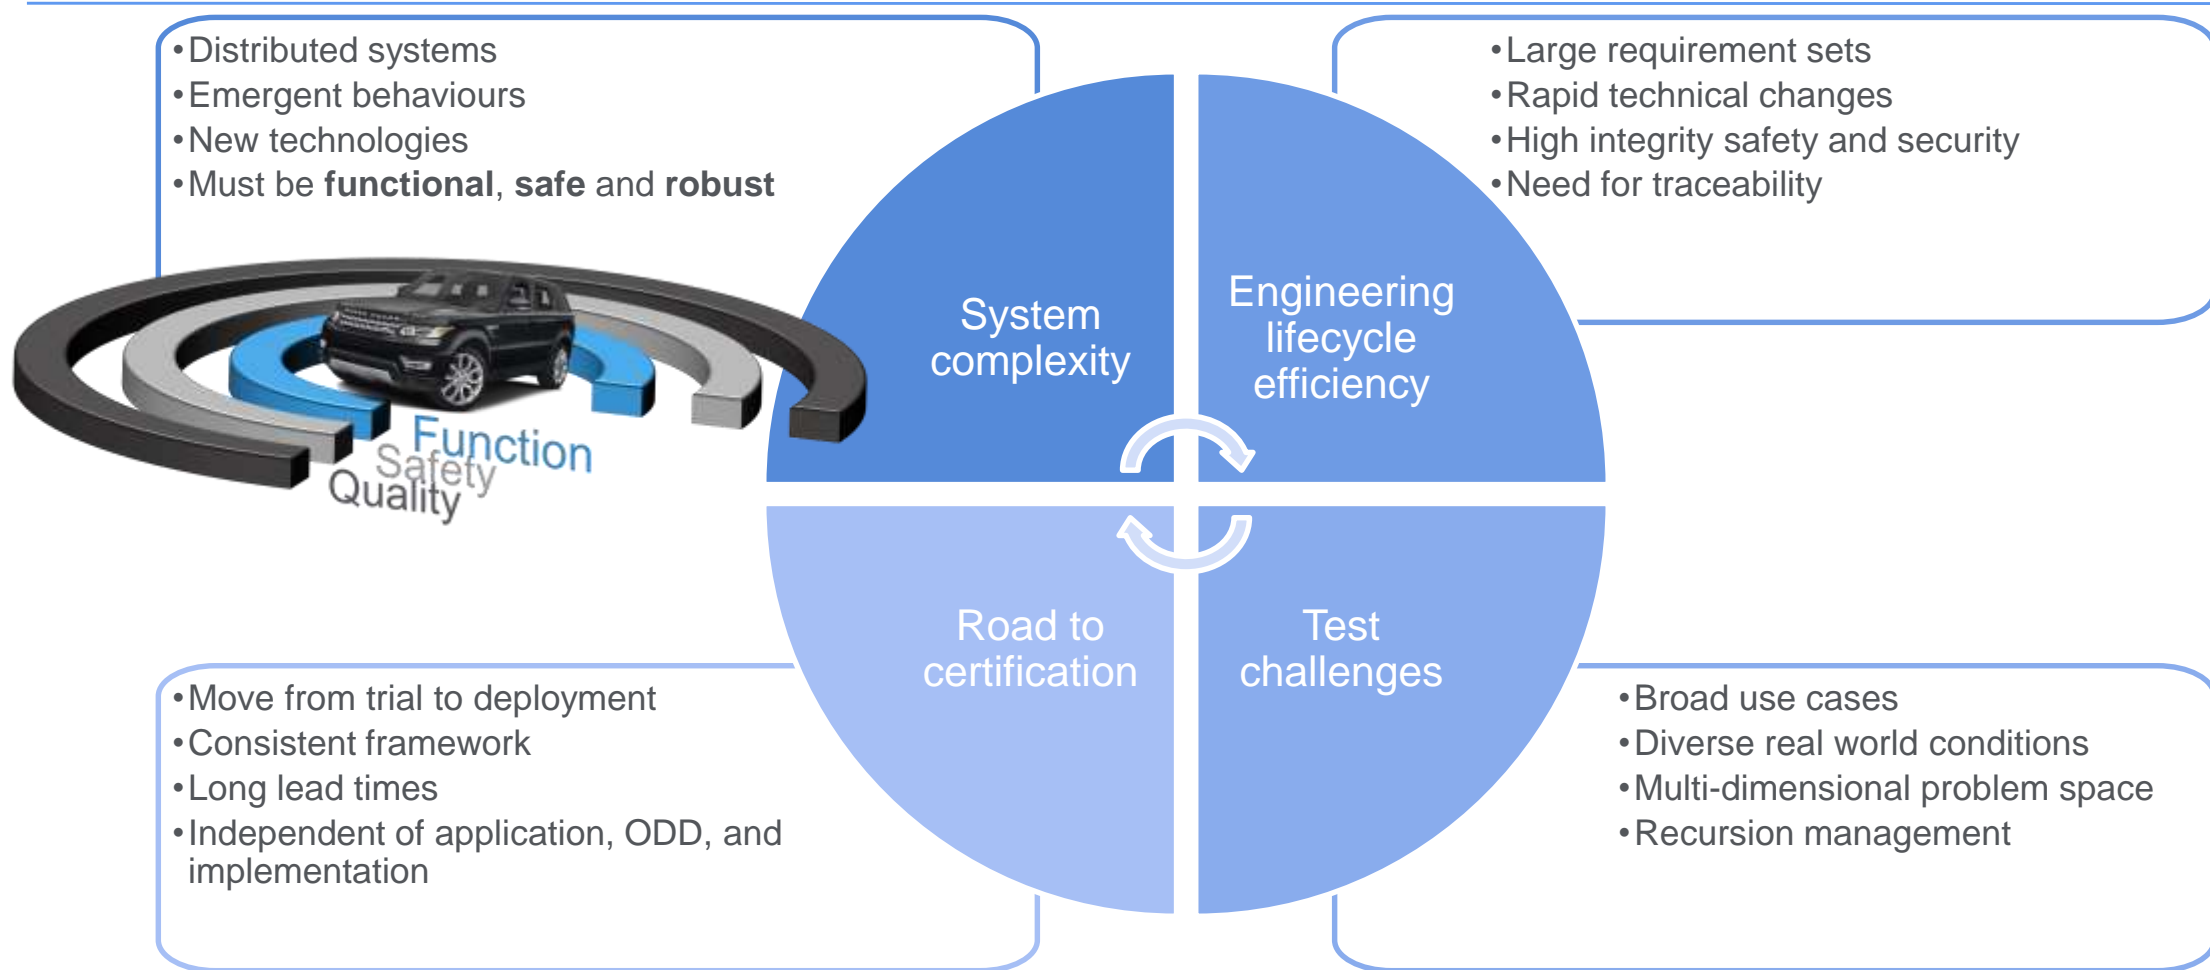 •Distributed systems
•Emergent behaviours
•New technologies
•Must be functional, safe and robust
•Large requirement sets
•Rapid technical changes
•High integrity safety and security
•Need for traceability
System
complexity
Engineering
lifecycle
efficiency
Function
Safety
Quality
Road to
certification
Test
challenges
•Move from trial to deployment
•Consistent framework
•Long lead times
•Independent of application, ODD, and
implementation
•Broad use cases
•Diverse real world conditions
•Multi-dimensional problem space
•Recursion management